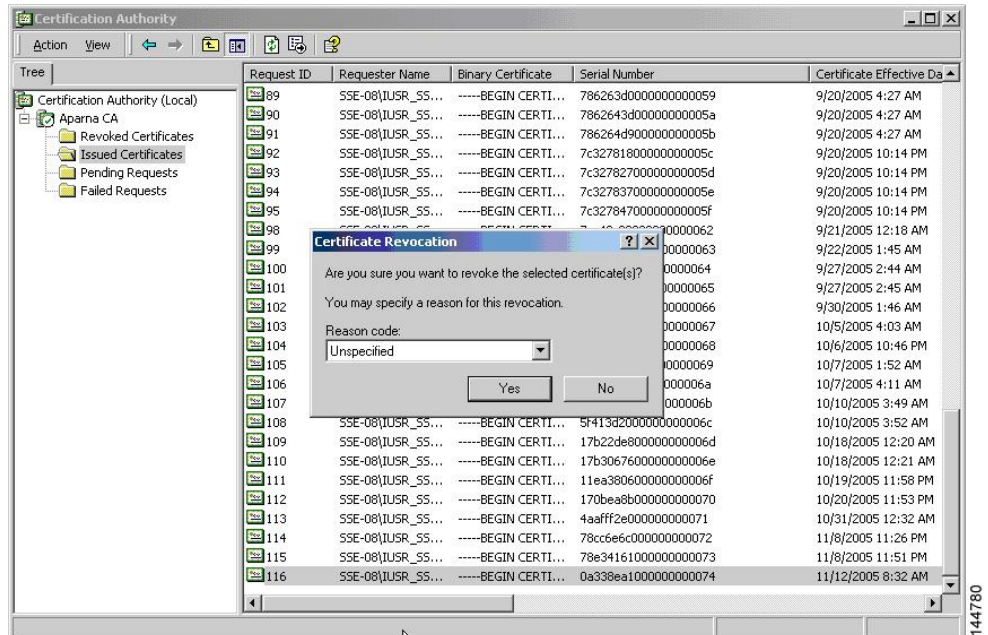 Certification Authority
Action View
Tree
Request ID Requester Name Binary Certificate Serial Number Certificate Effective Da
Certification Authority (Local)
Aparna CA
Revoked Certificates
Issued Certificates
Pending Requests
Failed Requests
89 SSE-08\IUSR_SS... -----BEGIN CERTI... 786263d0000000000059 9/20/2005 4:27 AM
90 SSE-08\IUSR_SS... -----BEGIN CERTI... 7862643d00000000005a 9/20/2005 4:27 AM
91 SSE-08\IUSR_SS... -----BEGIN CERTI... 786264d900000000005b 9/20/2005 4:27 AM
92 SSE-08\IUSR_SS... -----BEGIN CERTI... 7c32781800000000005c 9/20/2005 10:14 PM
93 SSE-08\IUSR_SS... -----BEGIN CERTI... 7c32782700000000005d 9/20/2005 10:14 PM
94 SSE-08\IUSR_SS... -----BEGIN CERTI... 7c32783700000000005e 9/20/2005 10:14 PM
95 SSE-08\IUSR_SS... -----BEGIN CERTI... 7c32784700000000005f 9/20/2005 10:14 PM
98 9/21/2005 12:18 AM
99 0000063 9/22/2005 1:45 AM
100 0000064 9/27/2005 2:44 AM
101 0000065 9/27/2005 2:45 AM
102 0000066 9/30/2005 1:46 AM
103 0000067 10/5/2005 4:03 AM
104 0000068 10/6/2005 10:46 PM
105 0000069 10/7/2005 1:52 AM
106 000006a 10/7/2005 4:11 AM
107 000006b 10/10/2005 3:49 AM
108 SSE-08\IUSR_SS... -----BEGIN CERTI... 5f413d2000000000006c 10/10/2005 3:52 AM
109 SSE-08\IUSR_SS... -----BEGIN CERTI... 17b22de800000000006d 10/18/2005 12:20 AM
110 SSE-08\IUSR_SS... -----BEGIN CERTI... 17b3067600000000006e 10/18/2005 12:21 AM
111 SSE-08\IUSR_SS... -----BEGIN CERTI... 11ea380600000000006f 10/19/2005 11:58 PM
112 SSE-08\IUSR_SS... -----BEGIN CERTI... 170bea8b000000000070 10/20/2005 11:53 PM
113 SSE-08\IUSR_SS... -----BEGIN CERTI... 4aafff2e000000000071 10/31/2005 12:32 AM
114 SSE-08\IUSR_SS... -----BEGIN CERTI... 78cc6e6c000000000072 11/8/2005 11:26 PM
115 SSE-08\IUSR_SS... -----BEGIN CERTI... 78e34161000000000073 11/8/2005 11:51 PM
116 SSE-08\IUSR_SS... -----BEGIN CERTI... 0a338ea1000000000074 11/12/2005 8:32 AM
Certificate Revocation
Are you sure you want to revoke the selected certificate(s)?
You may specify a reason for this revocation.
Reason code:
Unspecified
Yes No
144780